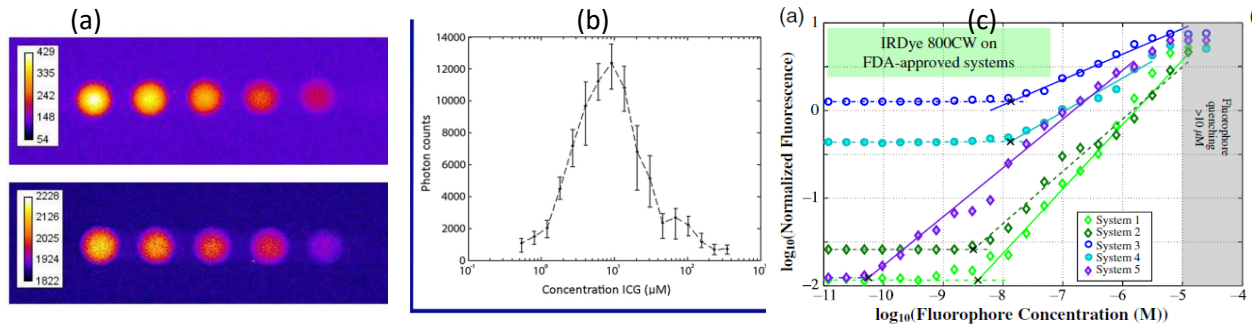 (a)
429
335
242
148
54
2228
2126
2025
1924
1822
(b)
Photon counts
14000
12000
10000
8000
6000
4000
2000
0
10⁻¹ 10⁰ 10¹ 10² 10
Concentration ICG (µM)
(a) (c)
log₁₀(Normalized Fluorescence)
1
0
-1
-2
IRDye 800CW on
FDA-approved systems
Fluorophore
quenching
>10 µM
System 1
System 2
System 3
System 4
System 5
-11 -10 -9 -8 -7 -6 -5 -4
log₁₀(Fluorophore Concentration (M))